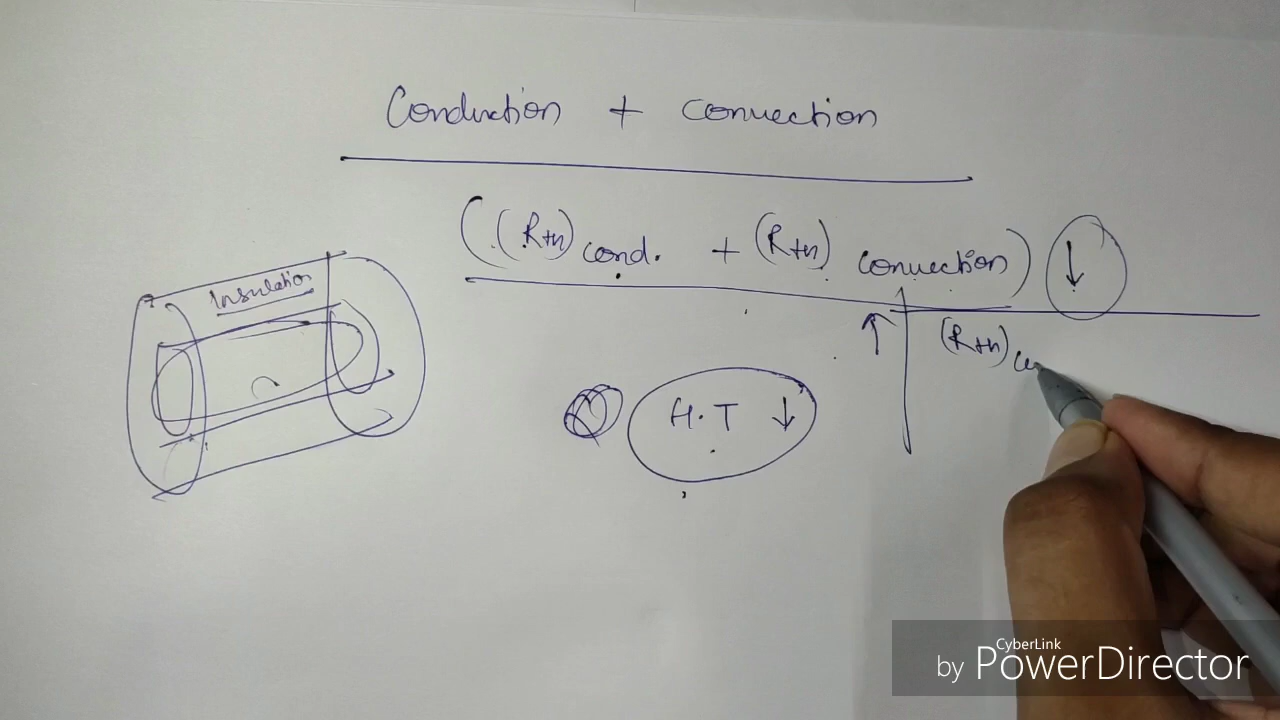 Conduction + Convection
((Rth) cond. + (Rth) convection) ↓
Insulation
↑ (Rth)
H.T ↓
CyberLink
by PowerDirector